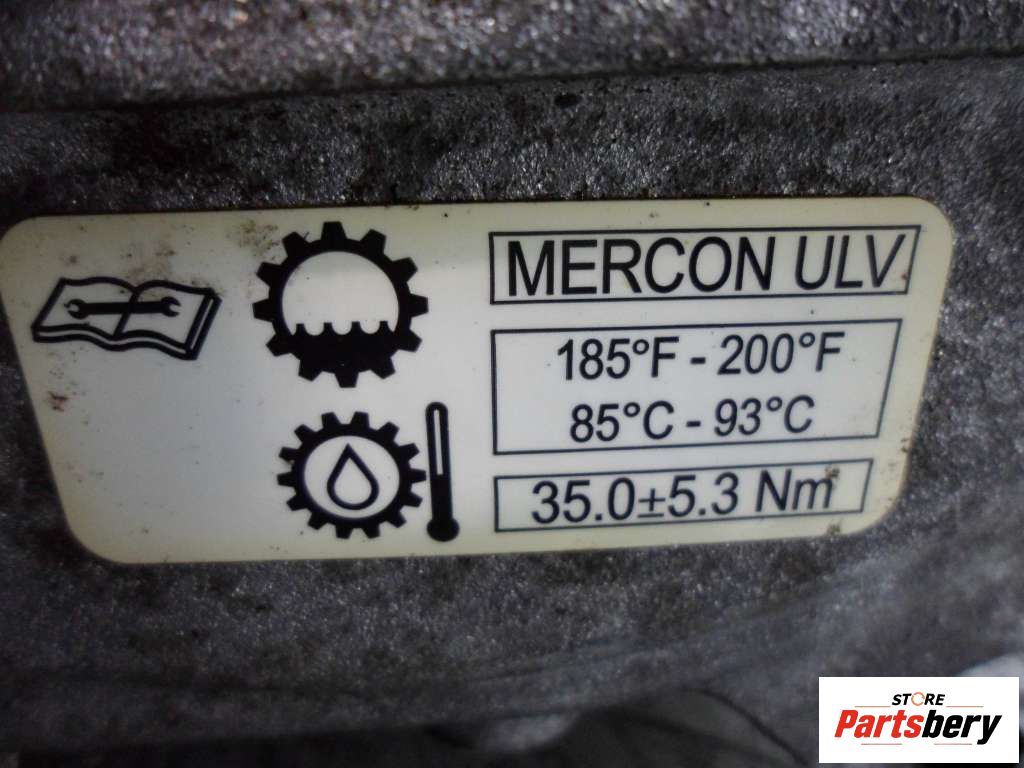 MERCON ULV
185°F - 200°F
85°C - 93°C
35.0±5.3 Nm
STORE
Partsbery